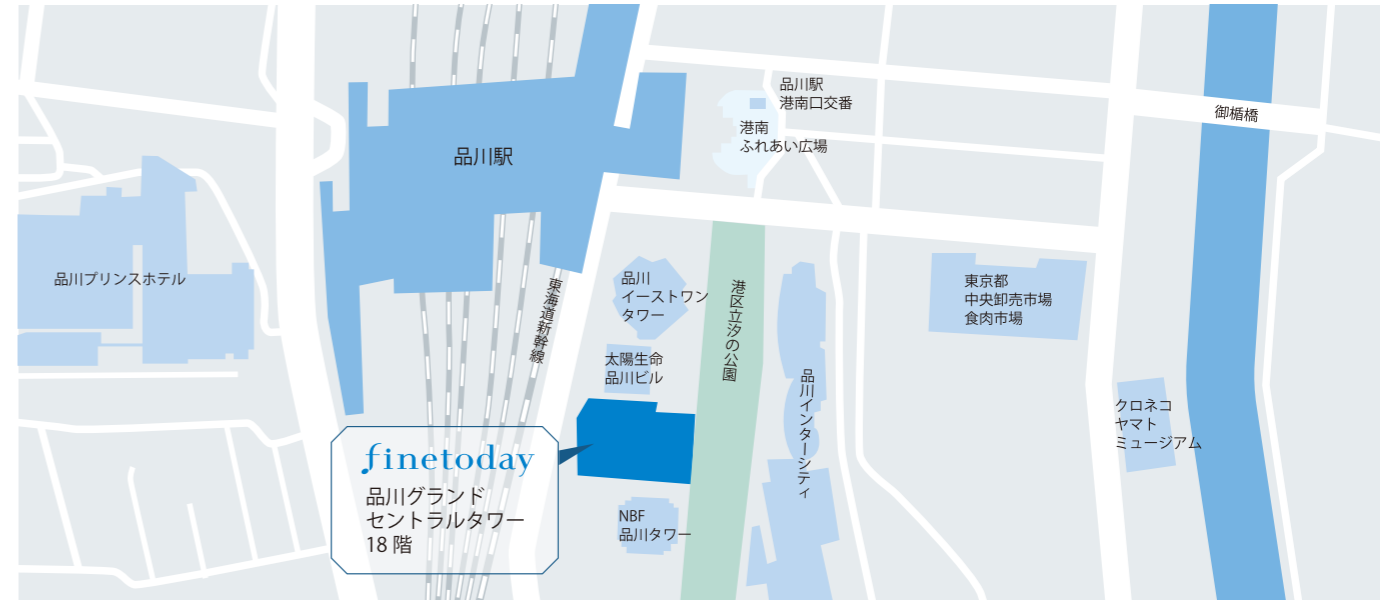 品川駅
港南口交番
港南
ふれあい広場
御楯橋
品川駅
品川プリンスホテル
東海道新幹線
品川
イーストワン
タワー
港区立汐の公園
東京都
中央卸売市場
食肉市場
太陽生命
品川ビル
品川インターシティ
クロネコ
ヤマト
ミュージアム
finetoday
品川グランド
セントラルタワー
18 階
NBF
品川タワー